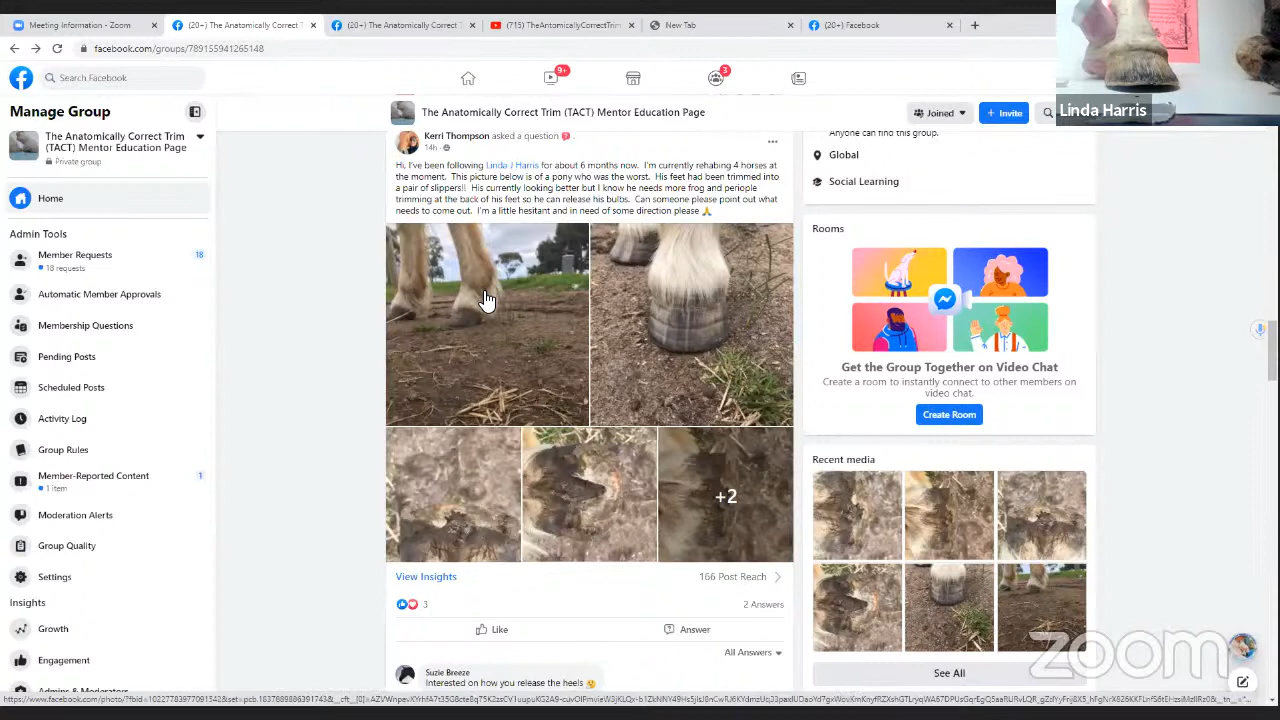 Meeting Information - Zoom
(20+) The Anatomically Correct T
(20+) The Anatomically Correct
(715) TheAntomicallyCorrectTrim
New Tab
(20+) Facebook
facebook.com/groups/789155941265148
Search Facebook
9+
3
Linda Harris
Manage Group
The Anatomically Correct Trim
(TACT) Mentor Education Page
Private group
Home
Admin Tools
Member Requests
18
18 requests
Automatic Member Approvals
Membership Questions
Pending Posts
Scheduled Posts
Activity Log
Group Rules
Member-Reported Content
1
1 item
Moderation Alerts
Group Quality
Settings
Insights
Growth
Engagement
The Anatomically Correct Trim (TACT) Mentor Education Page
Joined
+ Invite
Kerri Thompson asked a question
14h
Hi, I've been following Linda J Harris for about 6 months now. I'm currently rehabing 4 horses at
the moment. This picture below is of a pony who was the worst. His feet had been trimmed into
a pair of slippers!! His currently looking better but I know he needs more frog and periople
trimming at the back of his feet so he can release his bulbs. Can someone please point out what
needs to come out. I'm a little hesitant and in need of some direction please
+2
View Insights
166 Post Reach
3
2 Answers
Like
Answer
All Answers
Suzie Breeze
Interested on how you release the heels
Anyone can find this group.
Global
Social Learning
Rooms
Get the Group Together on Video Chat
Create a room to instantly connect to other members on
video chat.
Create Room
Recent media
See All
zoom